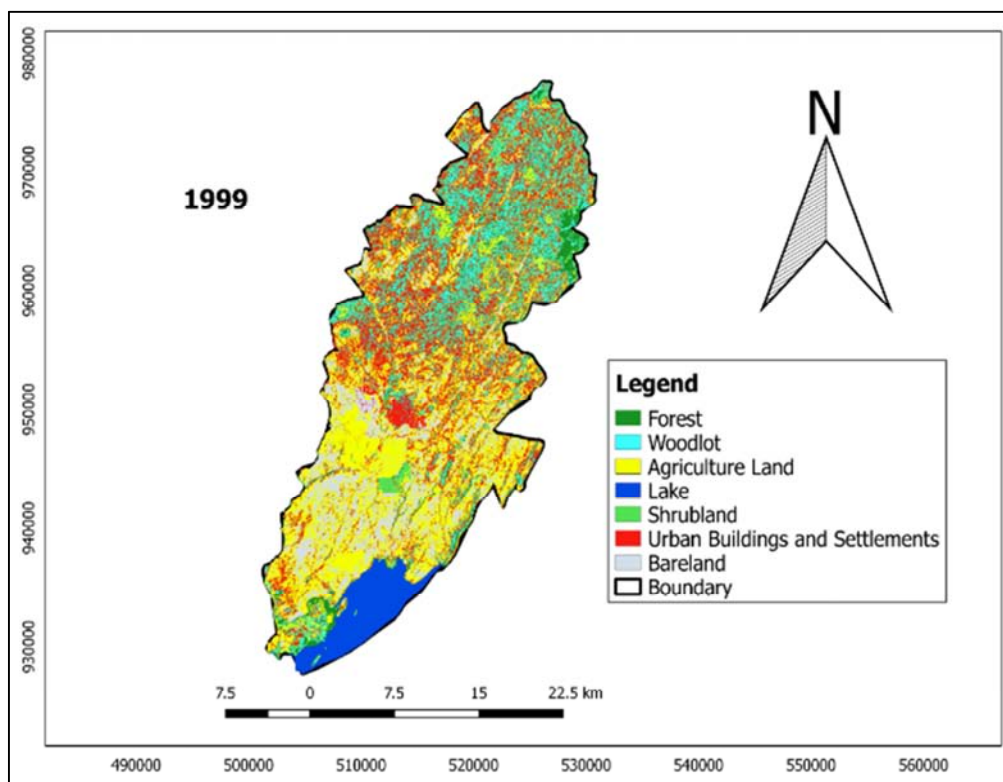 980000
970000
960000
950000
940000
930000
1999
N
Legend
Forest
Woodlot
Agriculture Land
Lake
Shrubland
Urban Buildings and Settlements
Bareland
Boundary
7.5 0 7.5 15 22.5 km
490000 500000 510000 520000 530000 540000 550000 560000